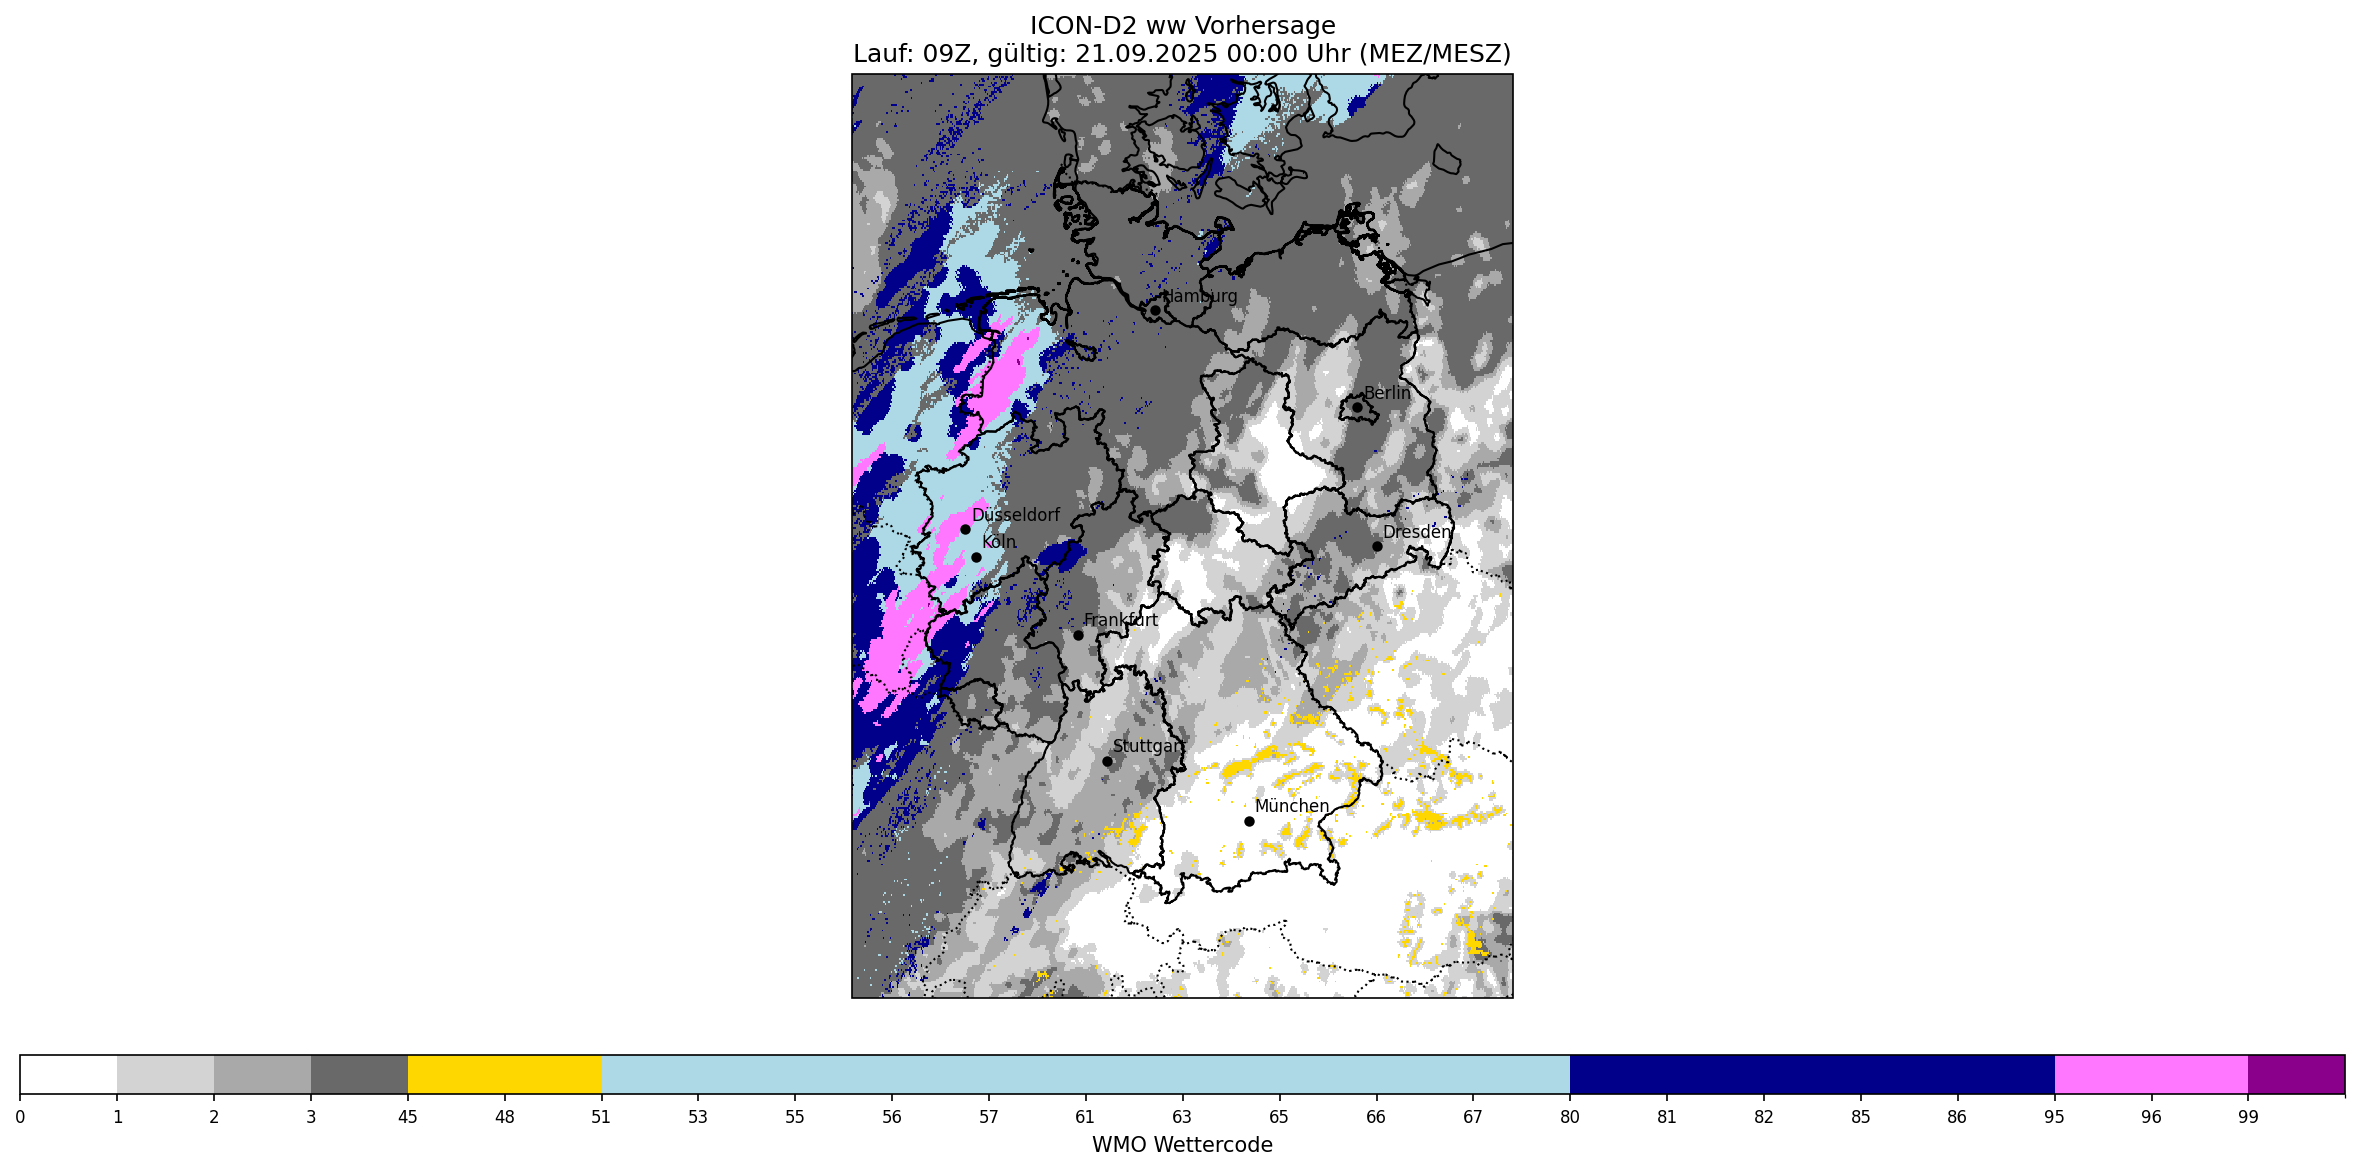 ICON-D2 ww Vorhersage
Lauf: 09Z, gültig: 21.09.2025 00:00 Uhr (MEZ/MESZ)
Hamburg
Berlin
Düsseldorf
Köln
Dresden
Frankfurt
Stuttgart
München
0 1 2 3 45 48 51 53 55 56 57 61 63 65 66 67 80 81 82 85 86 95 96 99
WMO Wettercode